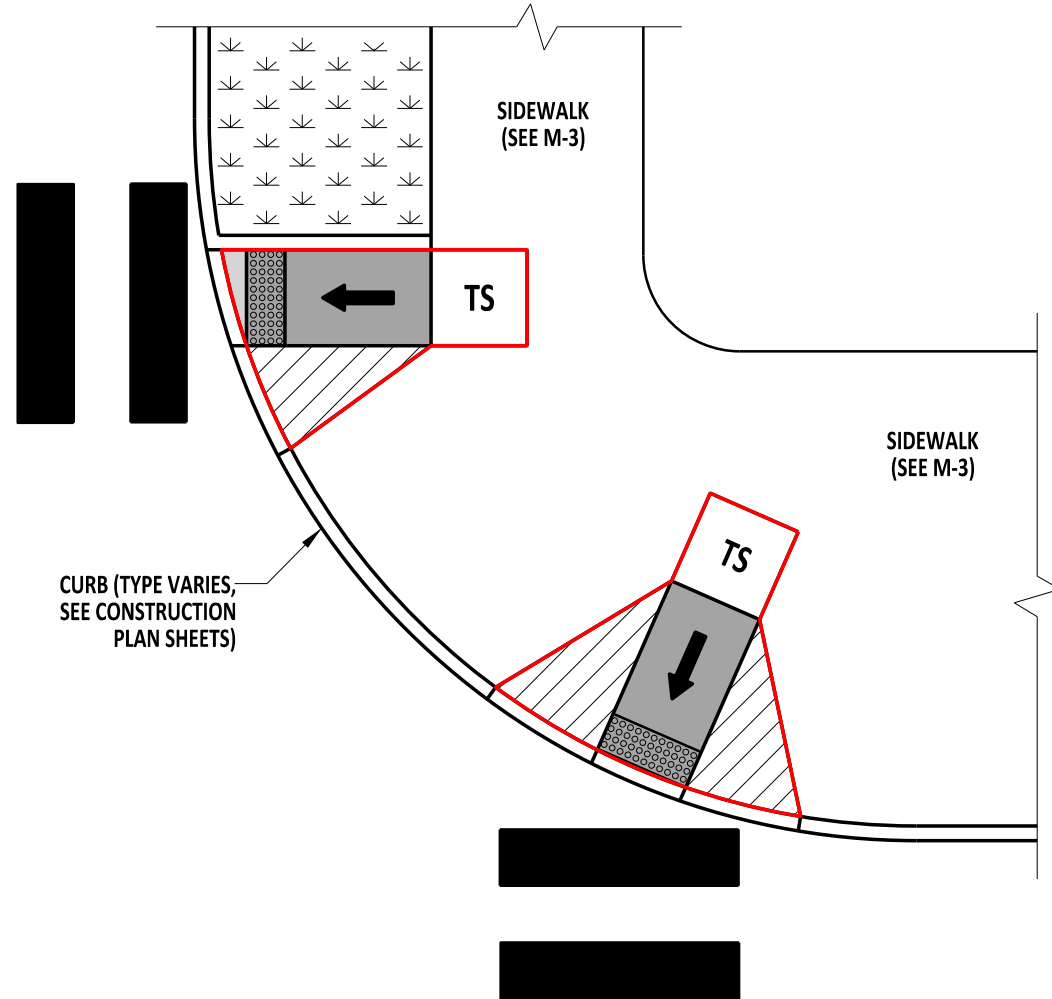 SIDEWALK
(SEE M-3)
TS
SIDEWALK
(SEE M-3)
TS
CURB (TYPE VARIES,
SEE CONSTRUCTION
PLAN SHEETS)